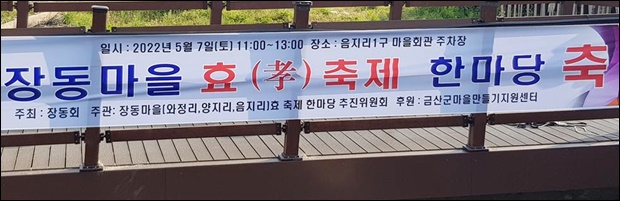 일시 : 2022년 5월 7일(토) 11:00~13:00 장소 : 음지리1구 마을회관 주차장
장동마을 효(孝)축제 한마당 축
주최 : 장동회 주관: 장동마을(와정리,양지리,음지리)효 축제 한마당 추진위원회 후원 : 금산군마을만들기지원센터